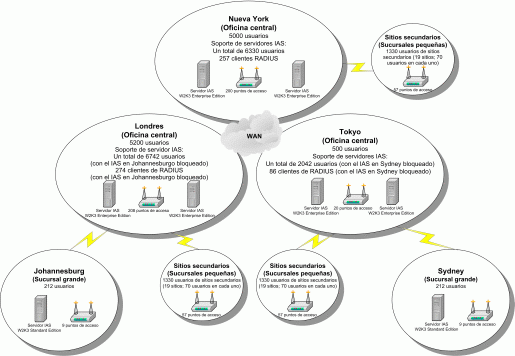 Nueva York
(Oficina central)
5000 usuarios
Soporte de servidores IAS:
Un total de 6330 usuarios
257 clientes RADIUS
Servidor IAS
W2K3 Enterprise Edition
200 puntos de acceso
Servidor IAS
W2K3 Enterprise Edition
Sitios secundarios
(Sucursales pequeñas)
1330 usuarios de sitios
secundarios (19 sitios; 70
usuarios en cada uno)
57 puntos de acceso
WAN
Londres
(Oficina central)
5200 usuarios
Soporte de servidor IAS:
Un total de 6742 usuarios
(con el IAS en Johannesburgo bloqueado)
274 clientes de RADIUS
(con el IAS en Johannesburgo bloqueado)
Servidor IAS
W2K3 Enterprise Edition
208 puntos de acceso
Servidor IAS
W2K3 Enterprise Edition
Tokyo
(Oficina central)
500 usuarios
Soporte de servidores IAS:
Un total de 2042 usuarios (con el IAS en Sydney bloqueado)
86 clientes de RADIUS (con el IAS en Sydney bloqueado)
Servidor IAS
W2K3 Enterprise Edition
20 puntos de acceso
Servidor IAS
W2K3 Enterprise Edition
Johannesburg
(Sucursal grande)
212 usuarios
Servidor IAS
W2K3 Standard Edition
9 puntos de acceso
Sitios secundarios
(Sucursales pequeñas)
1330 usuarios de sitios secundarios
(19 sitios; 70 usuarios en cada uno)
57 puntos de acceso
Sitios secundarios
(Sucursales pequeñas)
1330 usuarios de sitios secundarios
(19 sitios; 70 usuarios en cada uno)
57 puntos de acceso
Sydney
(Sucursal grande)
212 usuarios
Servidor IAS
W2K3 Standard Edition
9 puntos de acceso